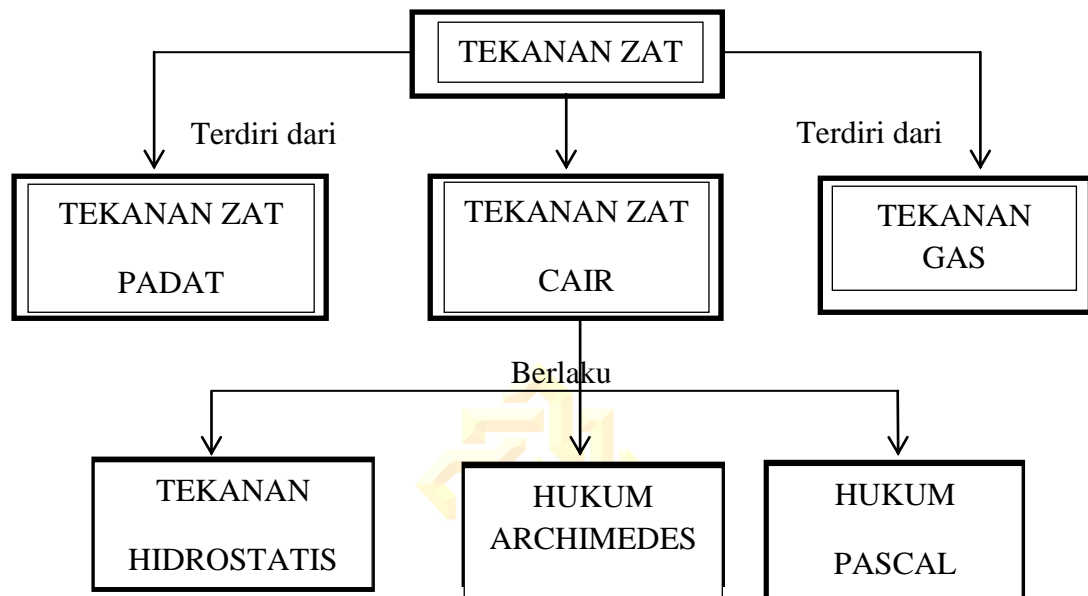 TEKANAN ZAT
Terdiri dari
Terdiri dari
TEKANAN ZAT
PADAT
TEKANAN ZAT
CAIR
TEKANAN
GAS
Berlaku
TEKANAN
HIDROSTATIS
HUKUM
ARCHIMEDES
HUKUM
PASCAL